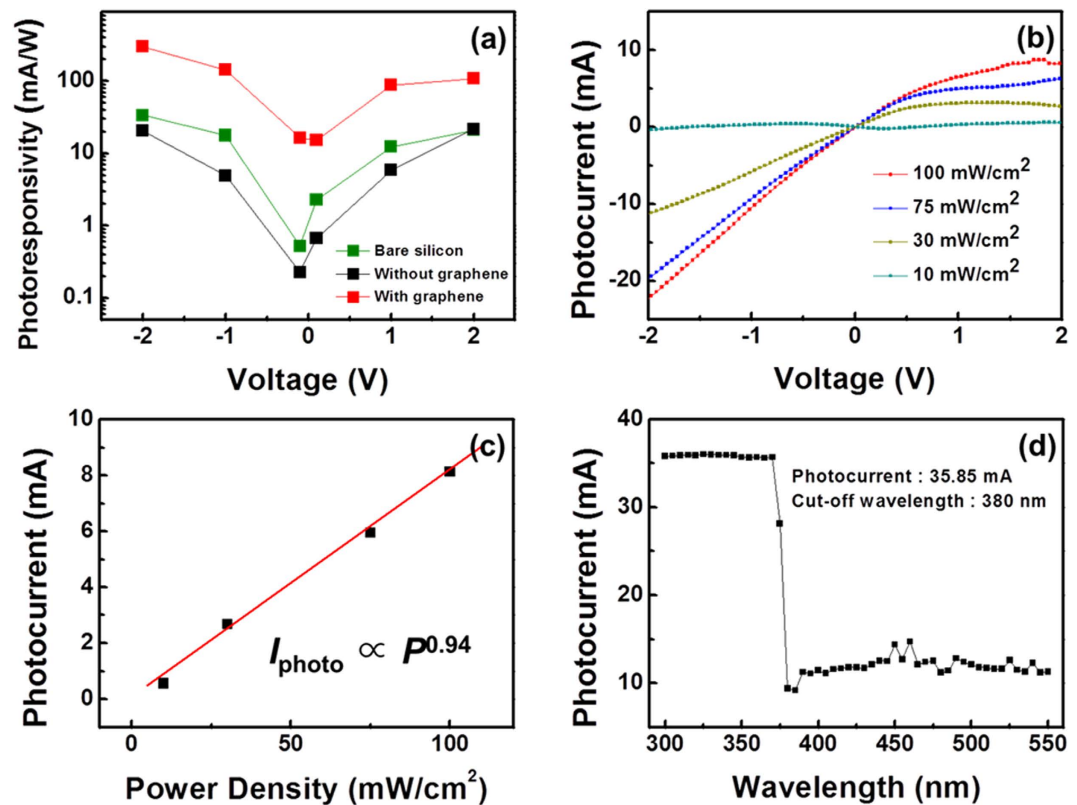 (a)
Photoresponsivity (mA/W)
100
10
1
0.1
Bare silicon
Without graphene
With graphene
-2
-1
0
1
2
Voltage (V)
(b)
Photocurrent (mA)
10
0
-10
-20
100 mW/cm²
75 mW/cm²
30 mW/cm²
10 mW/cm²
-2
-1
0
1
2
Voltage (V)
(c)
Photocurrent (mA)
10
8
6
4
2
0
I photo ∝ P^0.94
0
50
100
Power Density (mW/cm²)
(d)
Photocurrent (mA)
40
30
20
10
Photocurrent : 35.85 mA
Cut-off wavelength : 380 nm
300
350
400
450
500
550
Wavelength (nm)